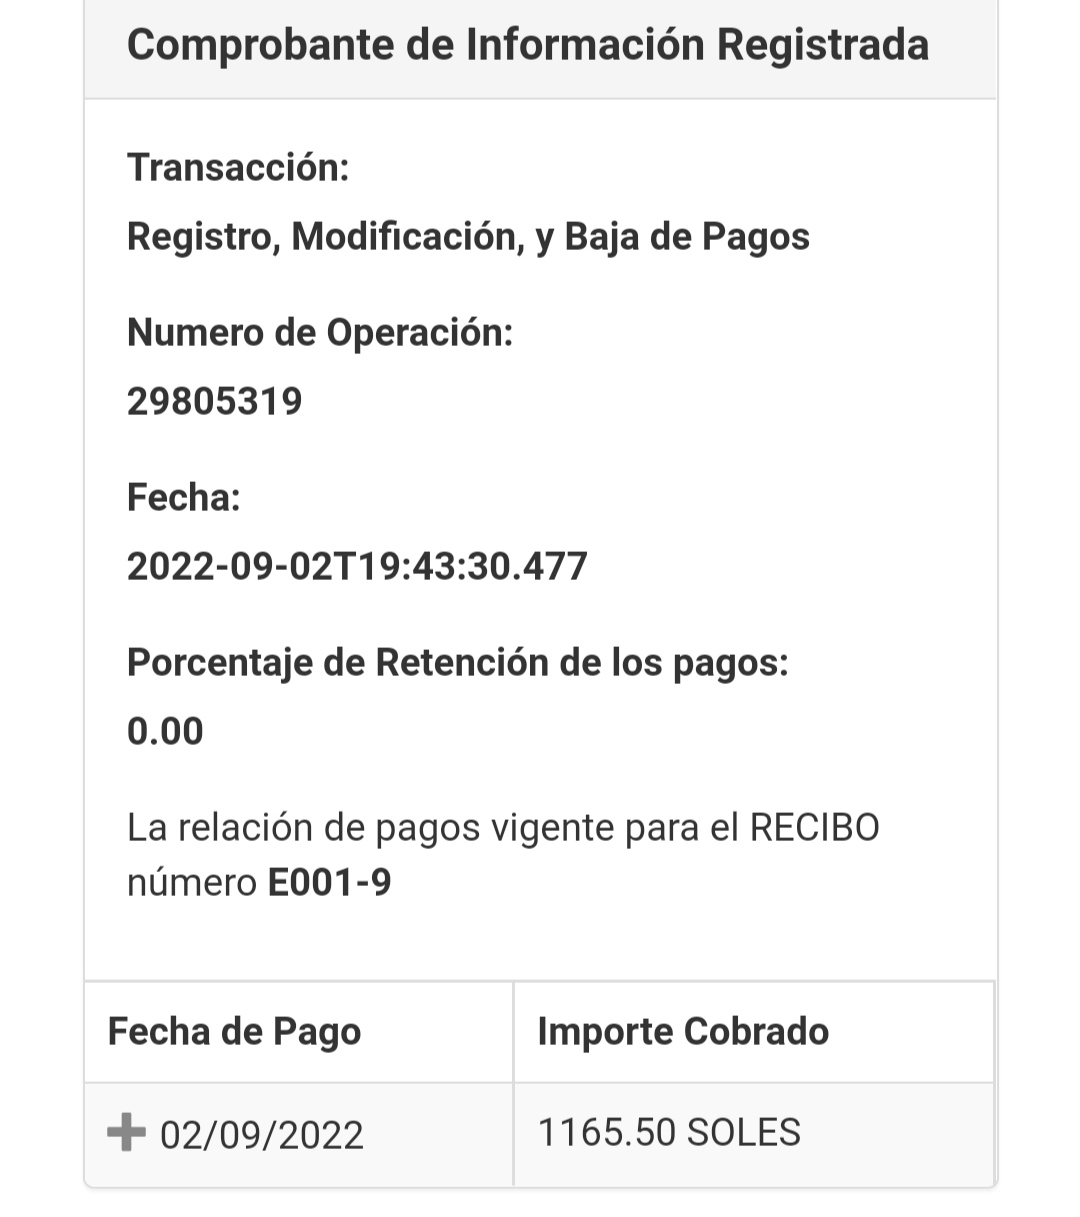 Comprobante de Información Registrada
Transacción:
Registro, Modificación, y Baja de Pagos
Numero de Operación:
29805319
Fecha:
2022-09-02T19:43:30.477
Porcentaje de Retención de los pagos:
0.00
La relación de pagos vigente para el RECIBO
número E001-9
Fecha de Pago Importe Cobrado
02/09/2022 1165.50 SOLES